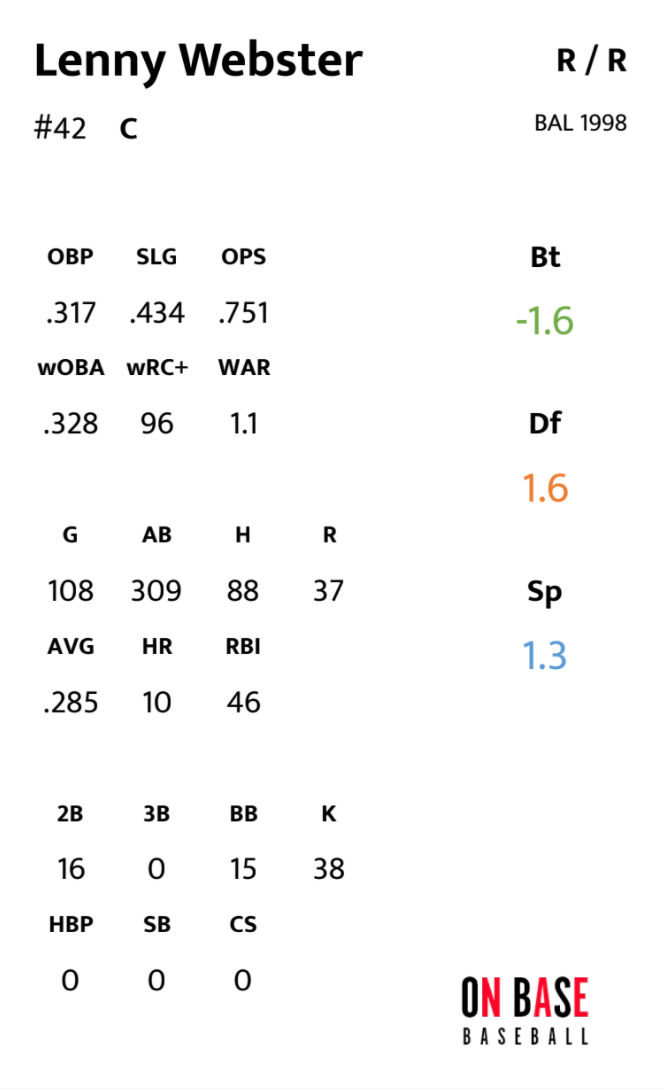 Lenny Webster R / R
#42 C BAL 1998
OBP SLG OPS Bt
.317 .434 .751 -1.6
wOBA wRC+ WAR
.328 96 1.1 Df
1.6
G AB H R
108 309 88 37 Sp
AVG HR RBI 1.3
.285 10 46
2B 3B BB K
16 0 15 38
HBP SB CS
0 0 0
ON BASE
BASEBALL